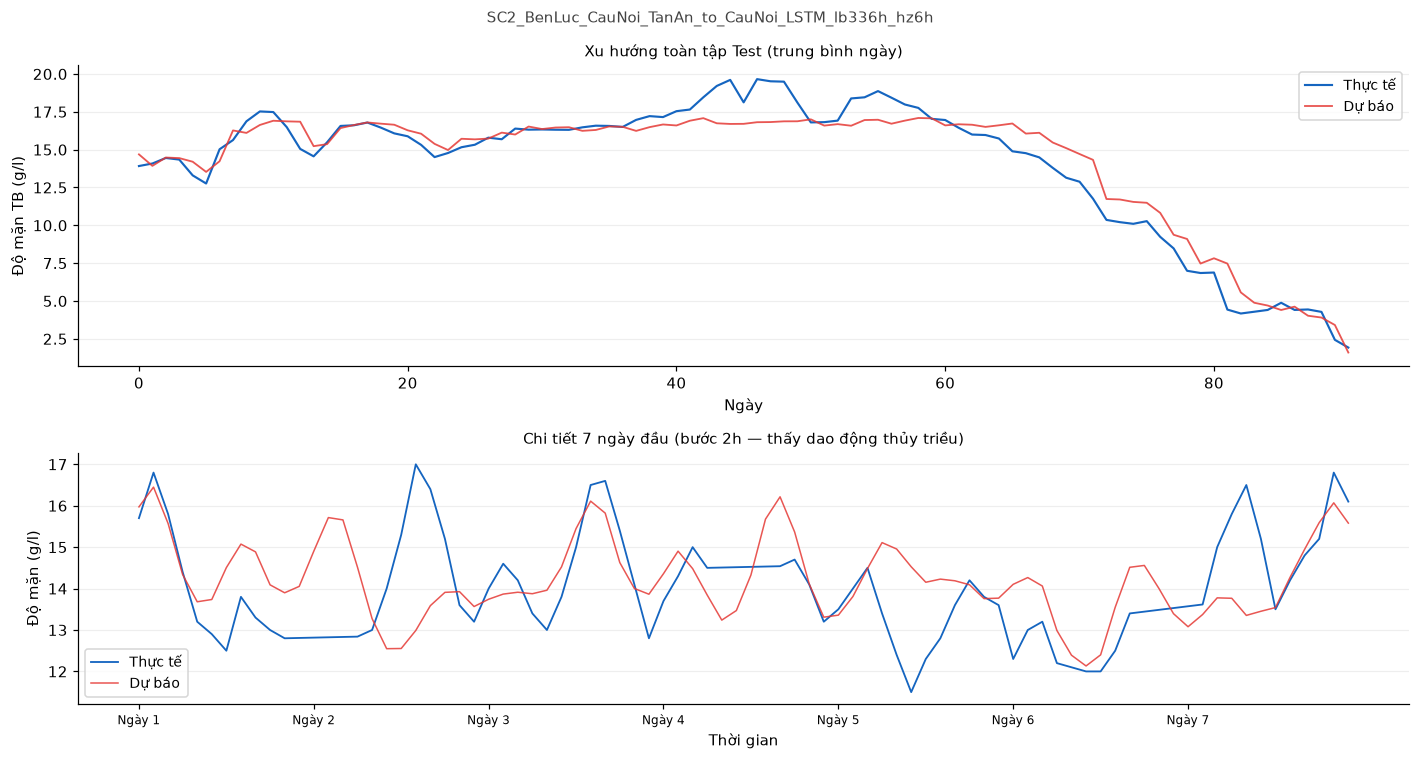 SC2_BenLuc_CauNoi_TanAn_to_CauNoi_LSTM_lb336h_hz6h
Xu hướng toàn tập Test (trung bình ngày)
Độ mặn TB (g/l)
20.0
17.5
15.0
12.5
10.0
7.5
5.0
2.5
Thực tế
Dự báo
0 20 40 60 80
Ngày
Chi tiết 7 ngày đầu (bước 2h — thấy dao động thủy triều)
Độ mặn (g/l)
17
16
15
14
13
12
Thực tế
Dự báo
Ngày 1 Ngày 2 Ngày 3 Ngày 4 Ngày 5 Ngày 6 Ngày 7
Thời gian